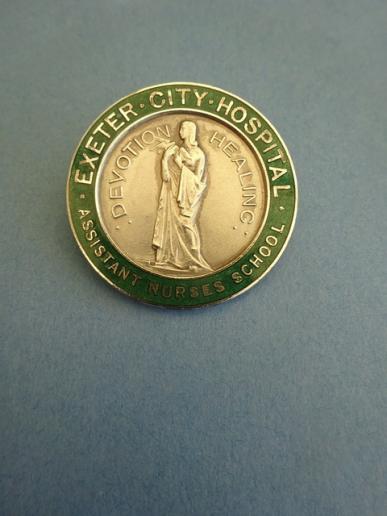 · EXETER · CITY · HOSPITAL ·
ASSISTANT NURSES SCHOOL
· DEVOTION HEALING ·